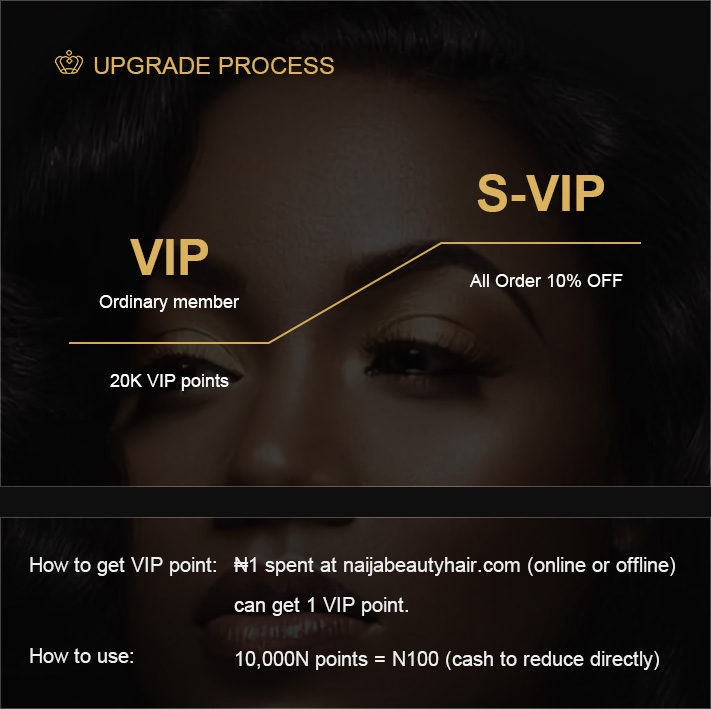 UPGRADE PROCESS
S-VIP
VIP
Ordinary member
All Order 10% OFF
20K VIP points
How to get VIP point: ₦1 spent at naijabeautyhair.com (online or offline)
can get 1 VIP point.
How to use: 10,000N points = N100 (cash to reduce directly)